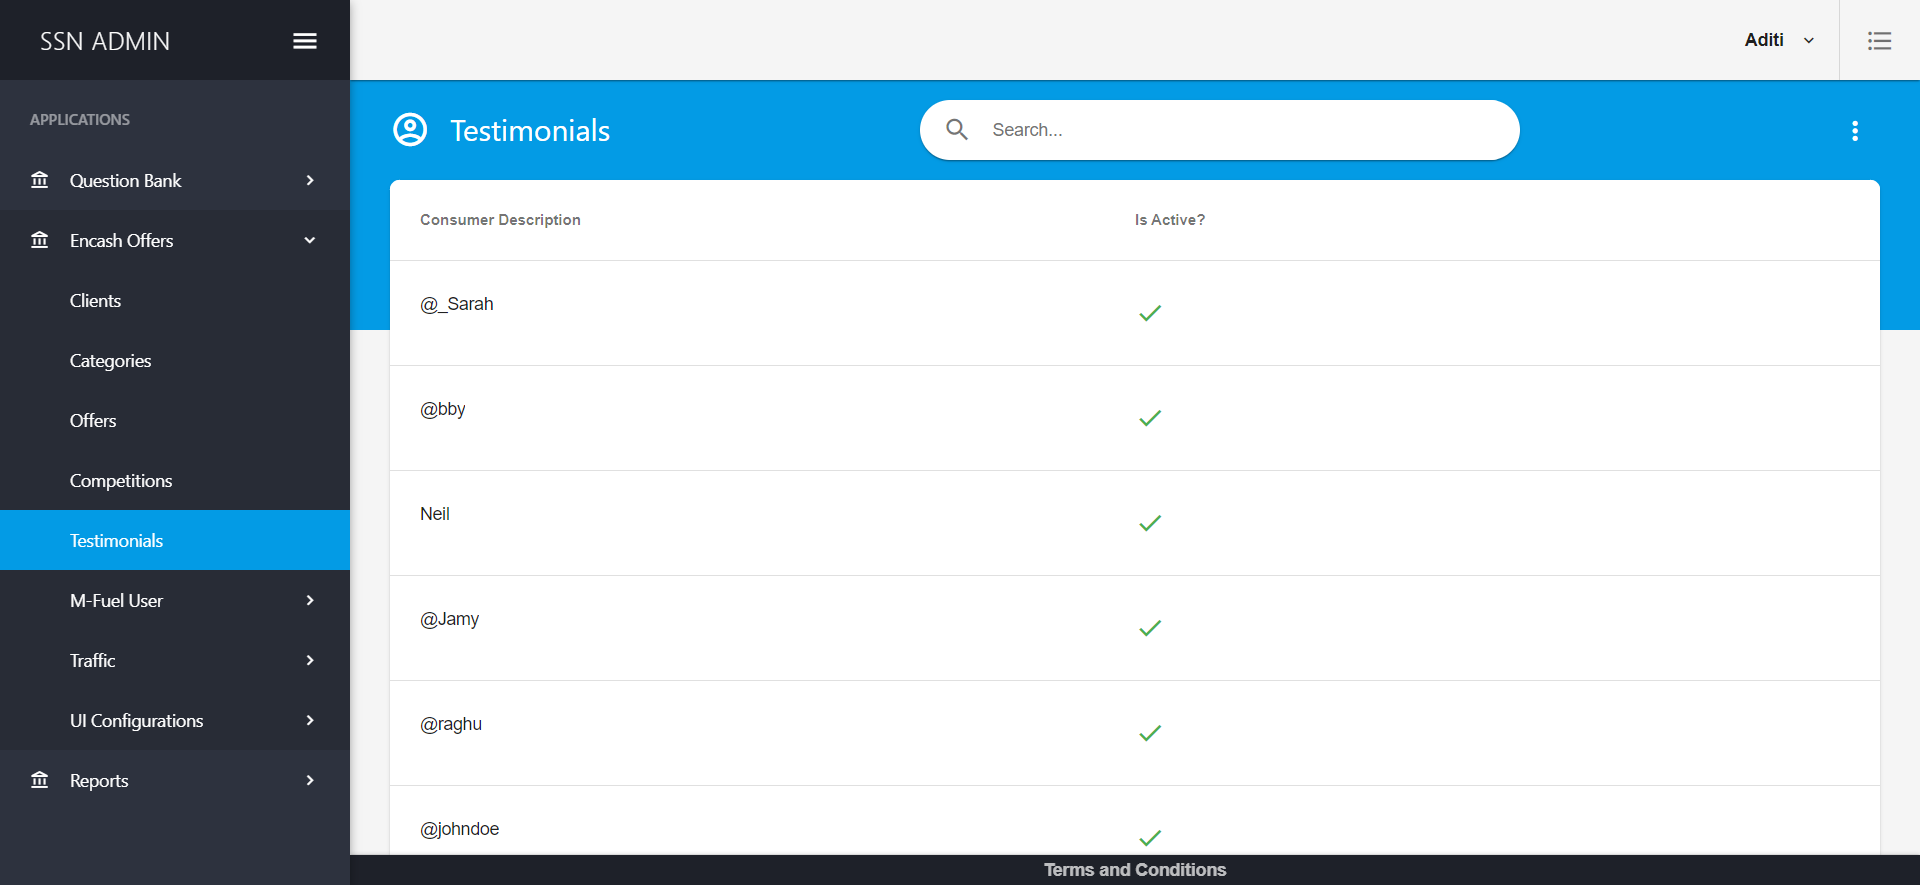 SSN ADMIN
Aditi
APPLICATIONS
Question Bank
Encash Offers
Clients
Categories
Offers
Competitions
Testimonials
M-Fuel User
Traffic
UI Configurations
Reports
Testimonials
Search...
Consumer Description
Is Active?
@_Sarah
@bby
Neil
@Jamy
@raghu
@johndoe
Terms and Conditions